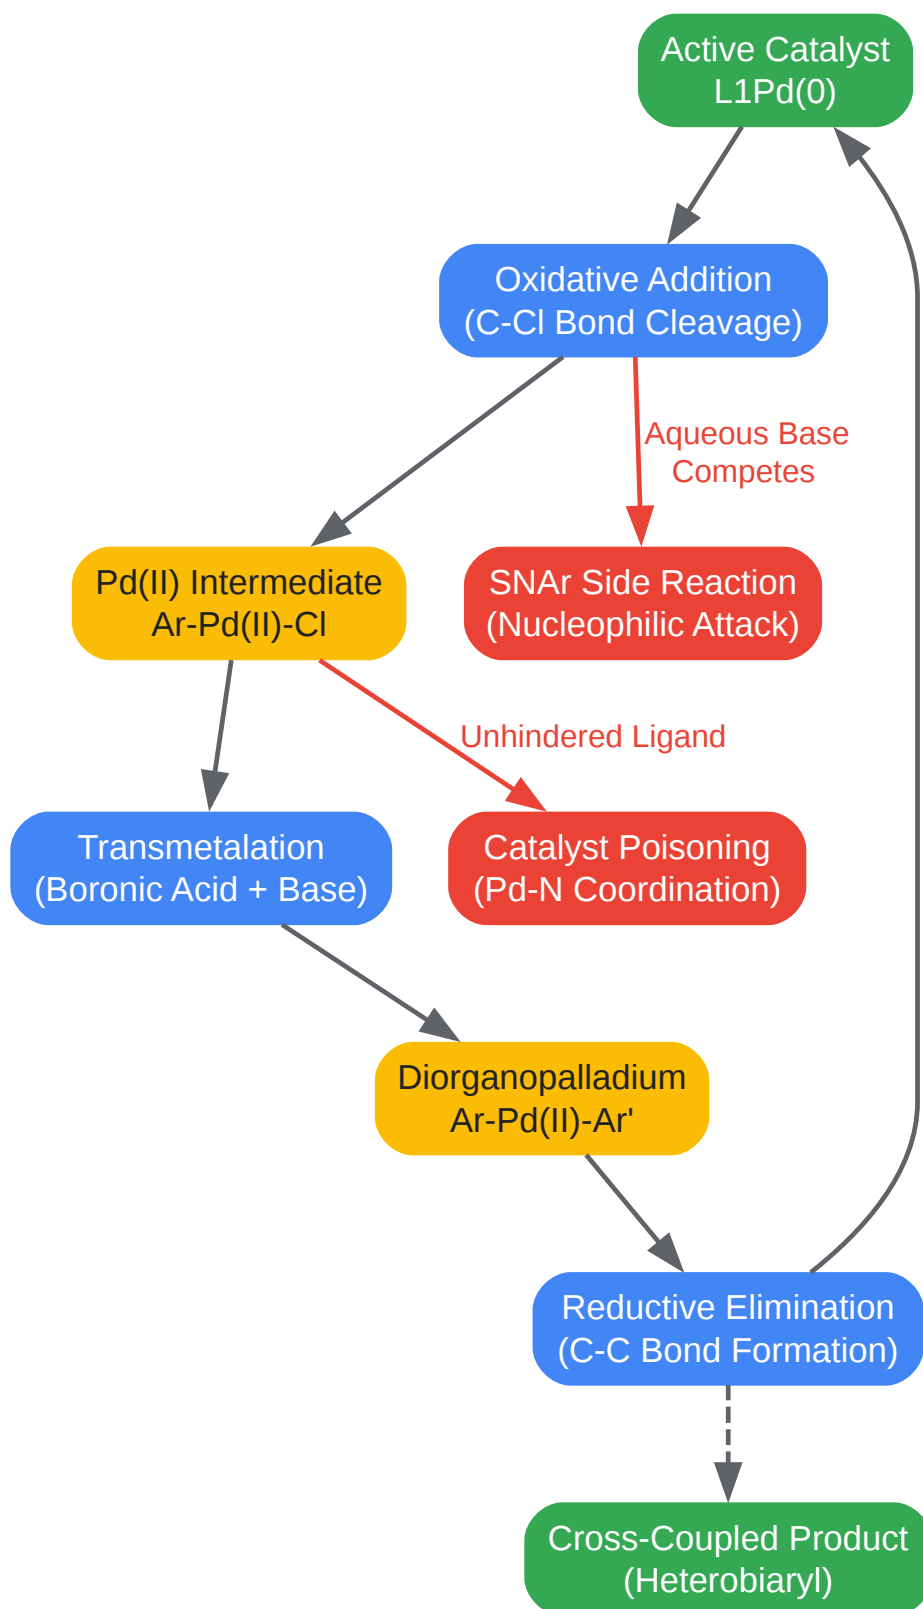 Active Catalyst
L1Pd(0)
Oxidative Addition
(C-Cl Bond Cleavage)
Aqueous Base
Competes
Pd(II) Intermediate
Ar-Pd(II)-Cl
SNAr Side Reaction
(Nucleophilic Attack)
Unhindered Ligand
Transmetalation
(Boronic Acid + Base)
Catalyst Poisoning
(Pd-N Coordination)
Diorganopalladium
Ar-Pd(II)-Ar'
Reductive Elimination
(C-C Bond Formation)
Cross-Coupled Product
(Heterobiaryl)